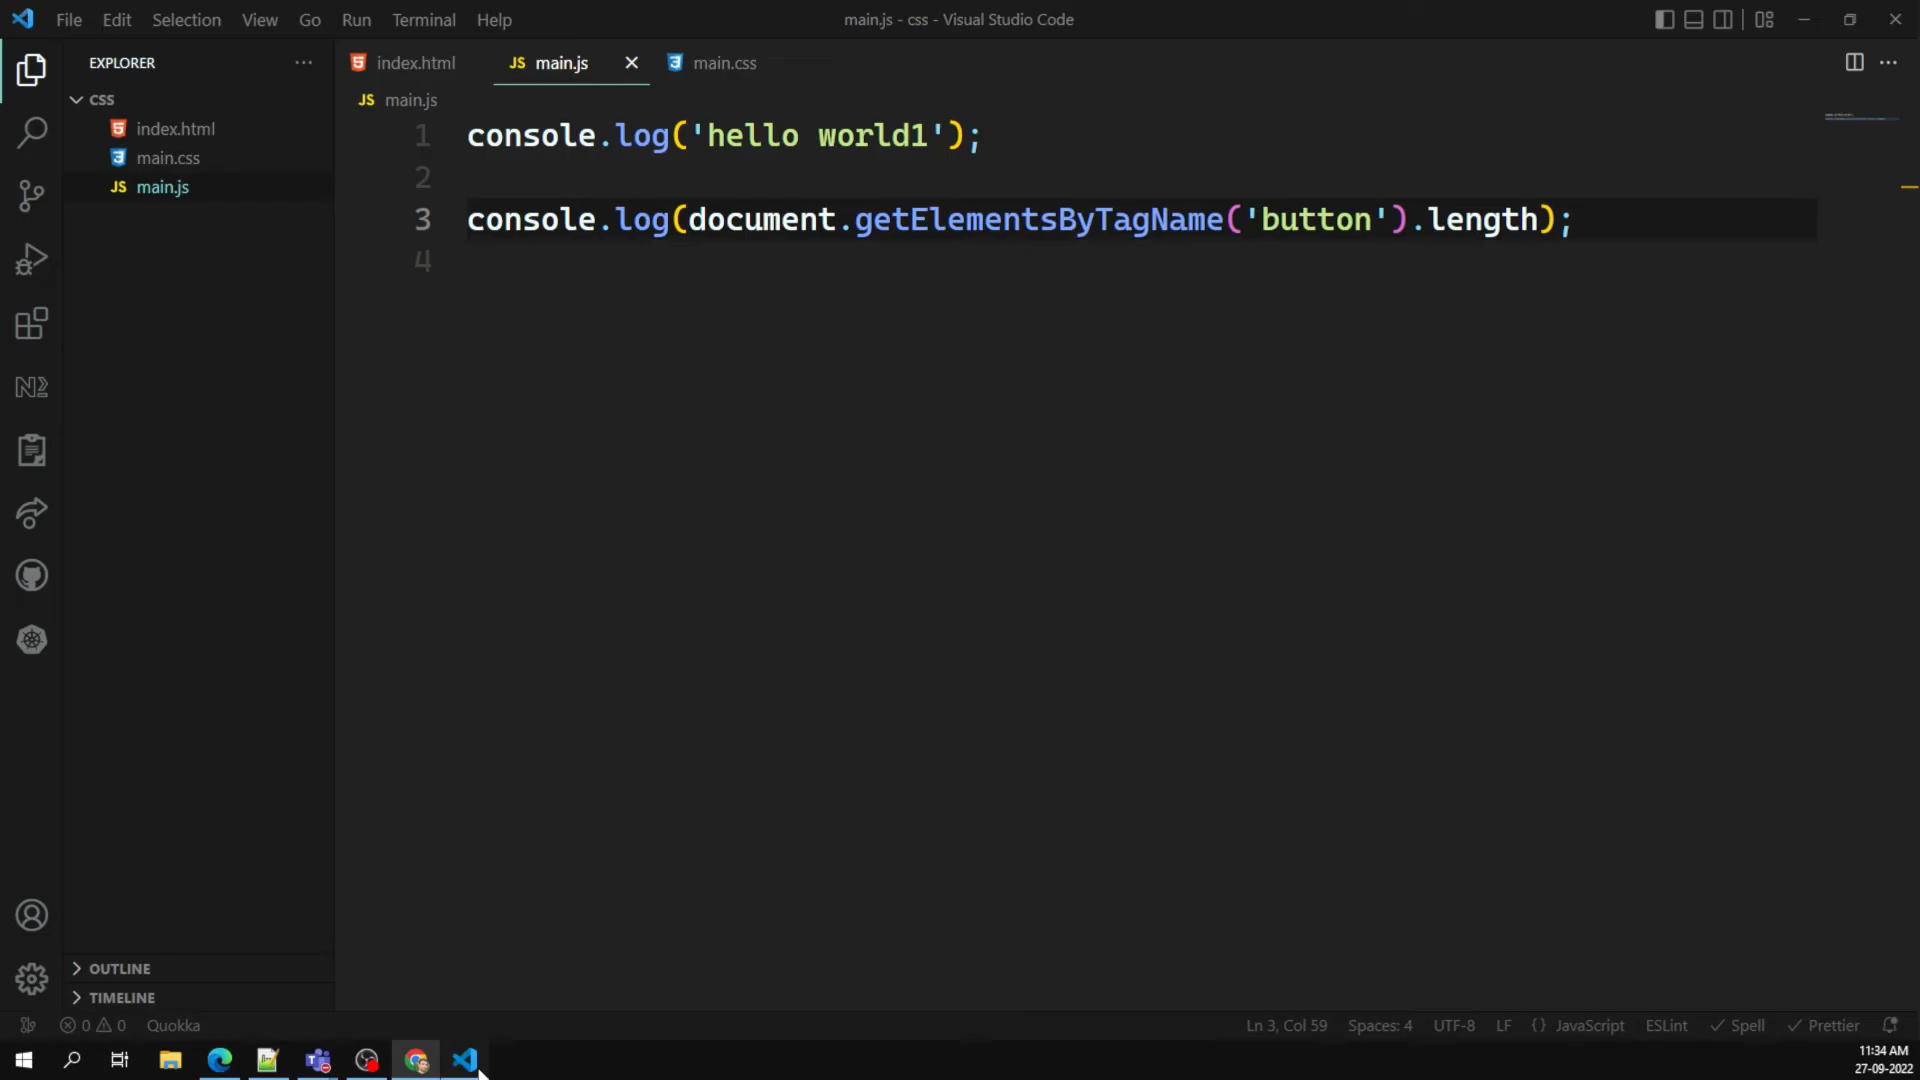 File Edit Selection View Go Run Terminal Help
main.js - css - Visual Studio Code
EXPLORER
index.html
JS main.js
main.css
CSS
JS main.js
index.html
main.css
JS main.js
1 console.log('hello world1');
2
3 console.log(document.getElementsByTagName('button').length);
4
OUTLINE
TIMELINE
0 0 Quokka
Ln 3, Col 59 Spaces: 4 UTF-8 LF {} JavaScript ESLint Spell Prettier
11:34 AM
27-09-2022